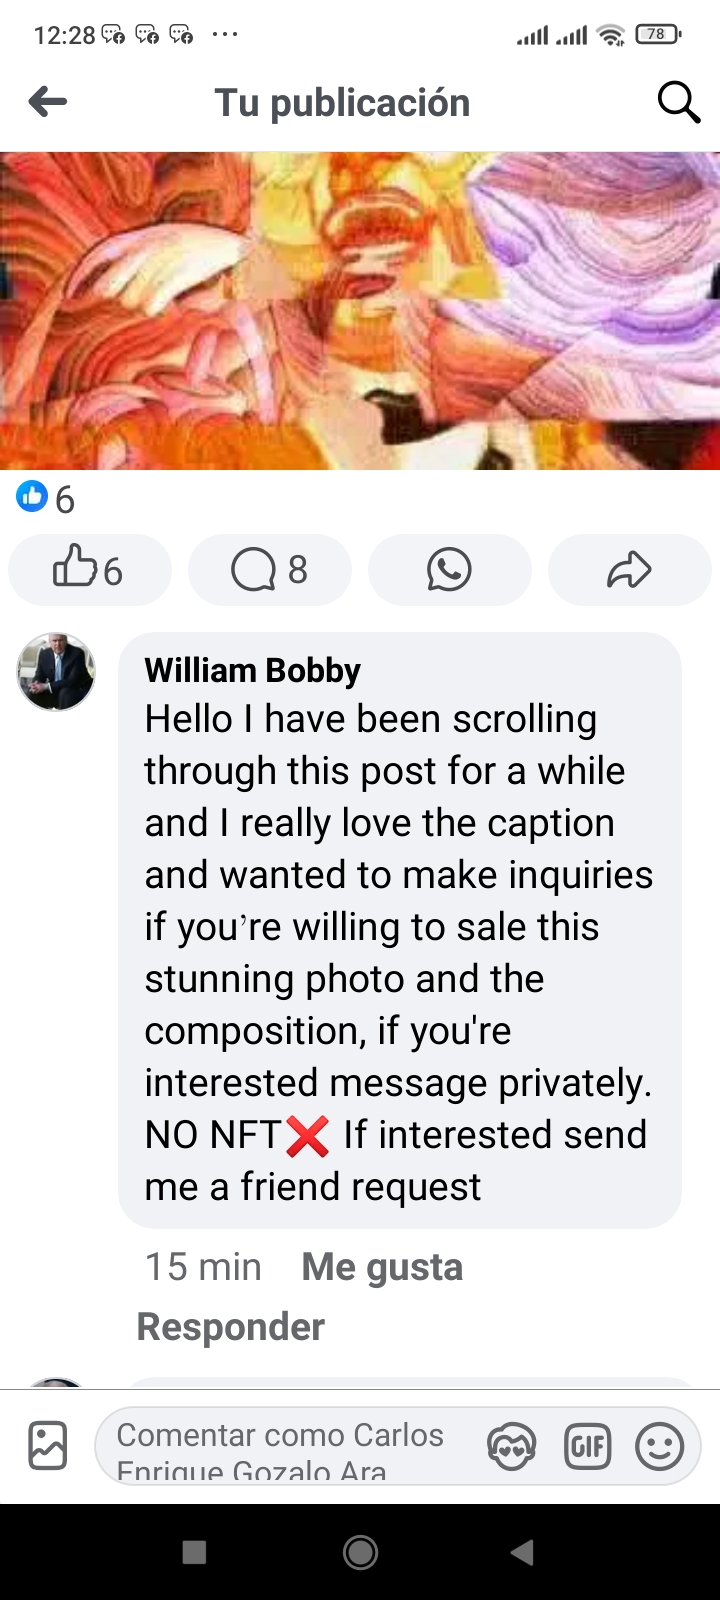 12:28
78
Tu publicación
6
6
8
William Bobby
Hello I have been scrolling
through this post for a while
and I really love the caption
and wanted to make inquiries
if you’re willing to sale this
stunning photo and the
composition, if you're
interested message privately.
NO NFT❌ If interested send
me a friend request
15 min Me gusta
Responder
Comentar como Carlos
Enrique Gozalo Ara
GIF